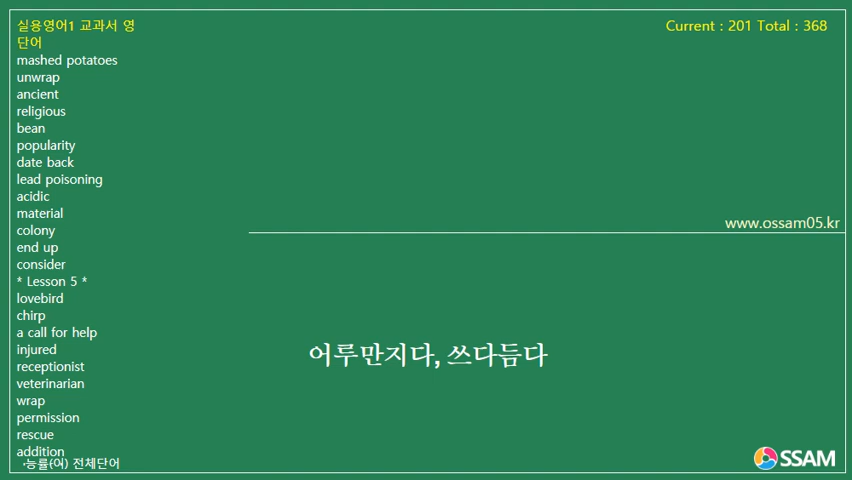 실용영어1 교과서 영
단어
Current : 201 Total : 368
mashed potatoes
unwrap
ancient
religious
bean
popularity
date back
lead poisoning
acidic
material
colony
end up
consider
* Lesson 5 *
lovebird
chirp
a call for help
injured
receptionist
veterinarian
wrap
permission
rescue
addition
능률(여) 전체단어
www.ossam05.kr
어루만지다, 쓰다듬다
OSSAM